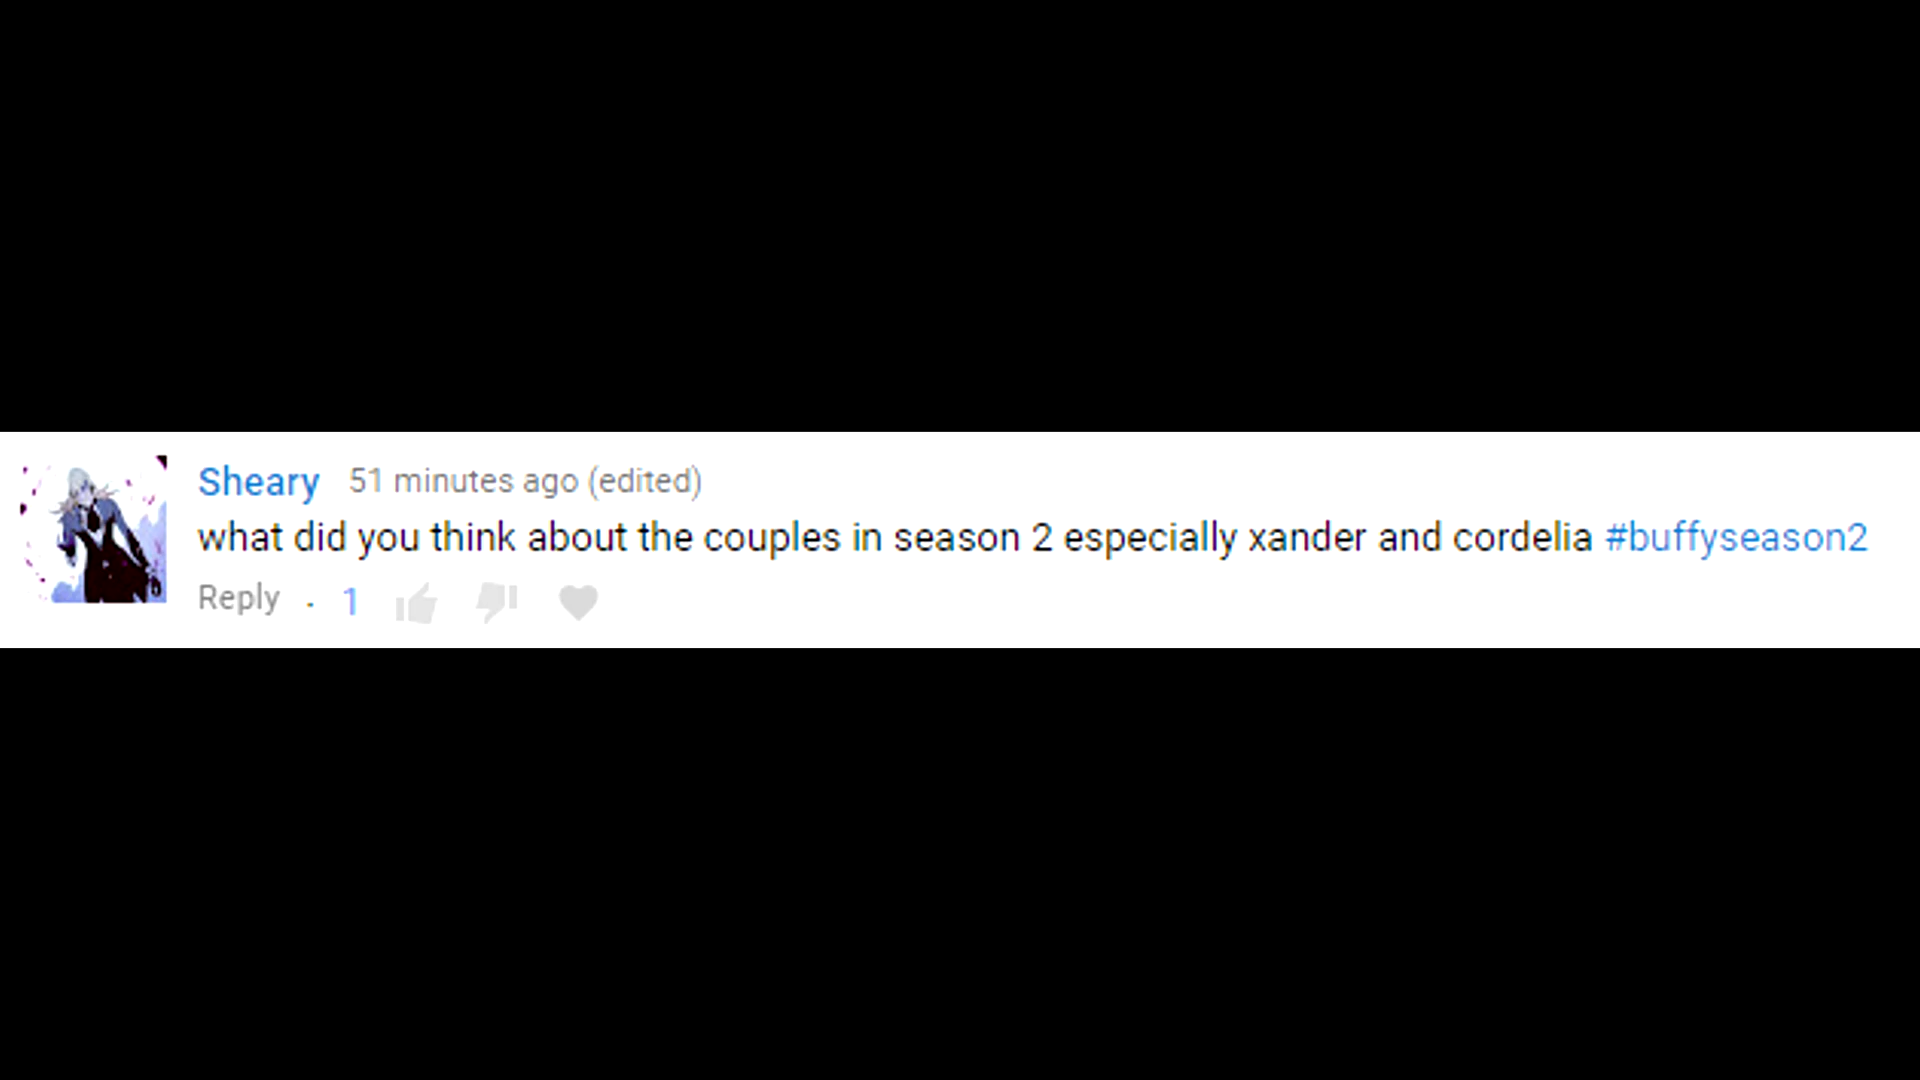 Sheary 51 minutes ago (edited)
what did you think about the couples in season 2 especially xander and cordelia #buffyseason2
Reply · 1